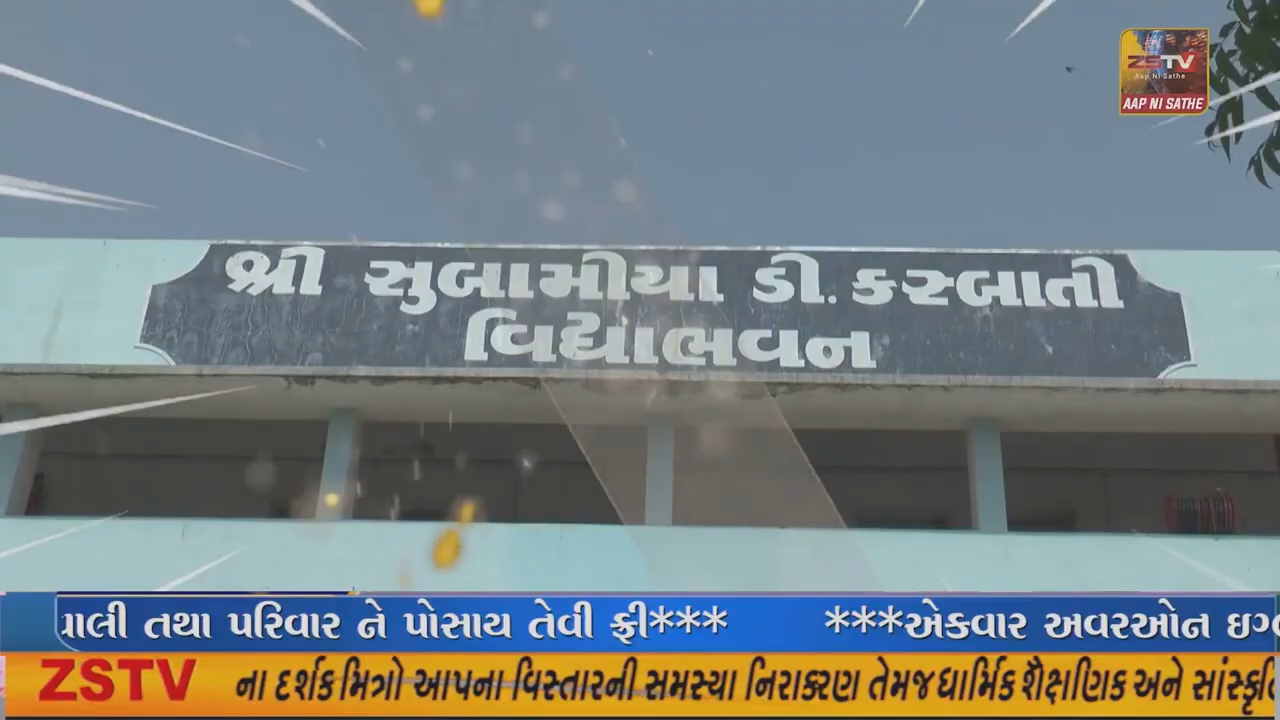 ZSTV
Aap Ni Sathe
AAP NI SATHE
શ્રી સુબામીયા ડી. કરબાતી
વિદ્યાભવન
તથા પરિવાર ને પોસાય તેવી ફ્રી*** ***એકવાર અવરઓન
ZSTV ના દર્શક મિત્રો આપના વિસ્તારની સમસ્યા નિરાકરણ તેમજ ધાર્મિક શૈક્ષણિક અને